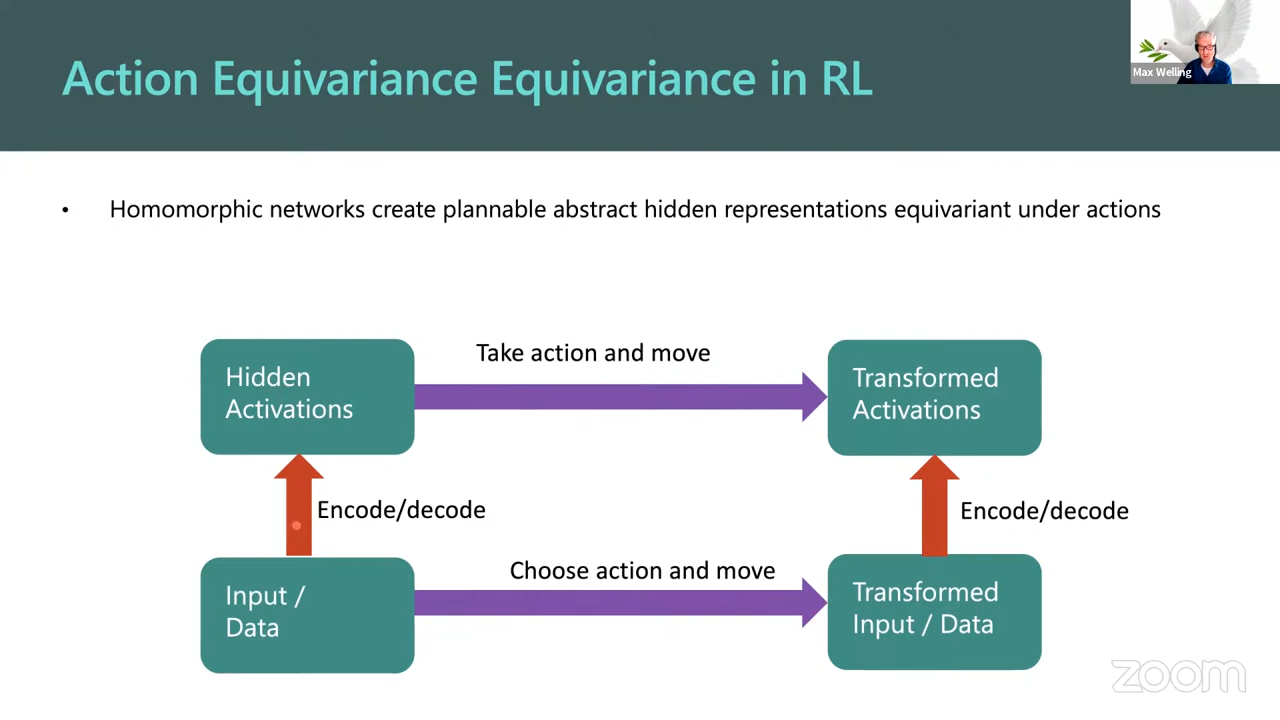 Action Equivariance Equivariance in RL
Max Welling
• Homomorphic networks create plannable abstract hidden representations equivariant under actions
Take action and move
Hidden
Activations
Transformed
Activations
Encode/decode
Encode/decode
Choose action and move
Input /
Data
Transformed
Input / Data
zoom